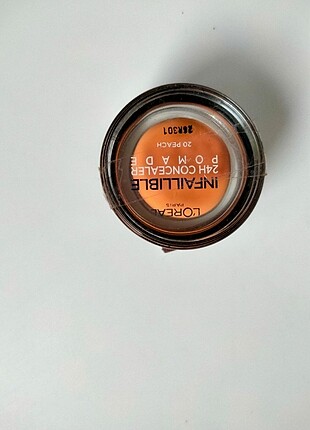 L'ORÉAL
PARIS
INFAILLIBLE
24H CONCEALER
POMADE
20 PEACH
26R301